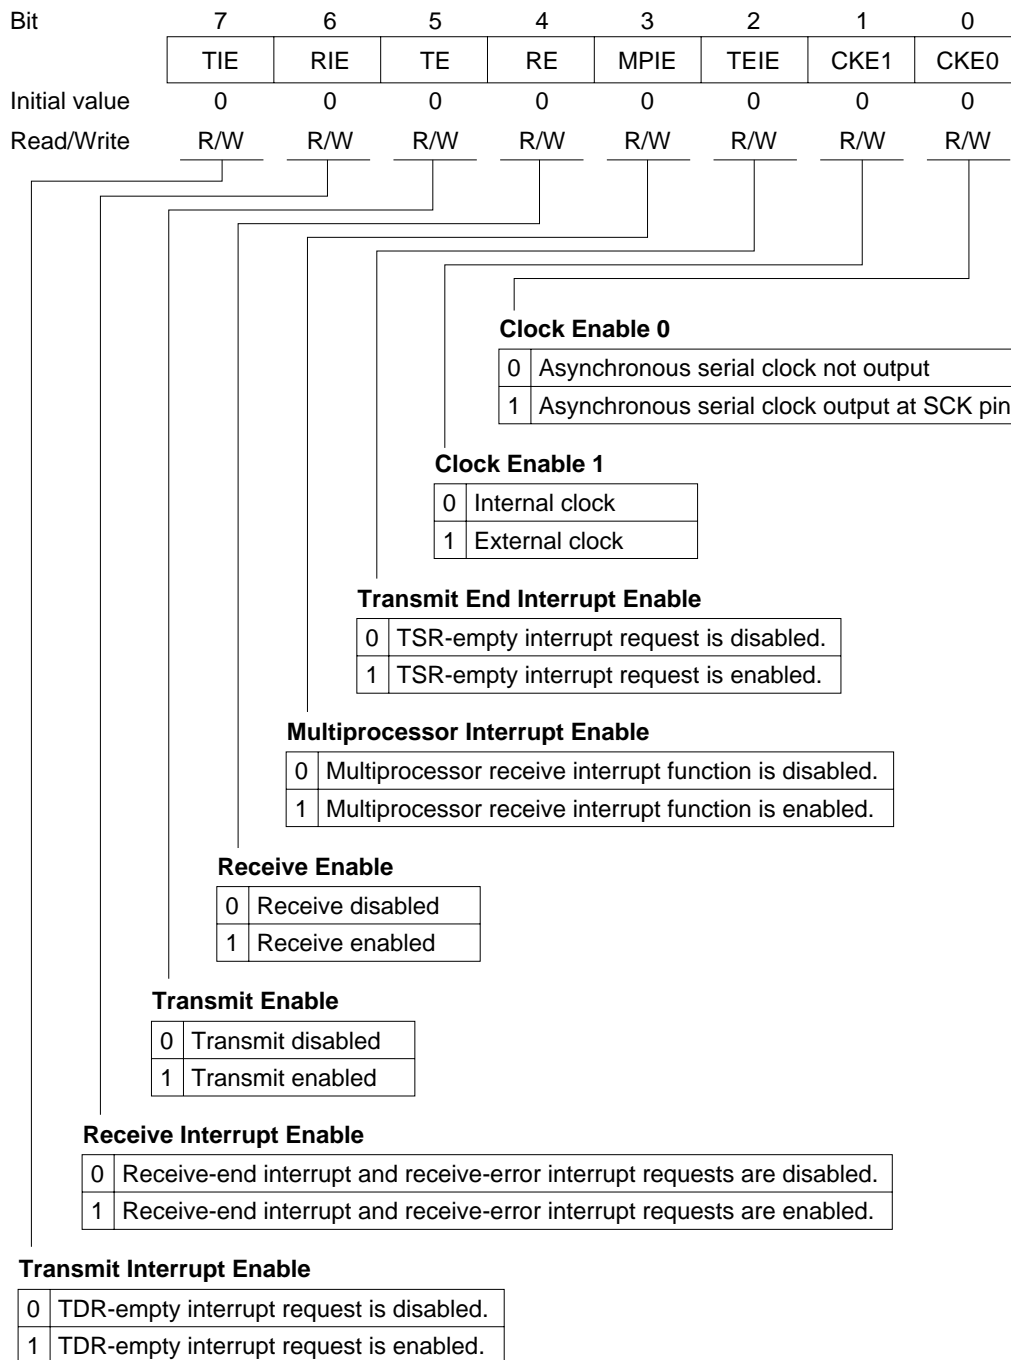 Bit 7 6 5 4 3 2 1 0
TIE RIE TE RE MPIE TEIE CKE1 CKE0
Initial value 0 0 0 0 0 0 0 0
Read/Write R/W R/W R/W R/W R/W R/W R/W R/W
Clock Enable 0
0 Asynchronous serial clock not output
1 Asynchronous serial clock output at SCK pin
Clock Enable 1
0 Internal clock
1 External clock
Transmit End Interrupt Enable
0 TSR-empty interrupt request is disabled.
1 TSR-empty interrupt request is enabled.
Multiprocessor Interrupt Enable
0 Multiprocessor receive interrupt function is disabled.
1 Multiprocessor receive interrupt function is enabled.
Receive Enable
0 Receive disabled
1 Receive enabled
Transmit Enable
0 Transmit disabled
1 Transmit enabled
Receive Interrupt Enable
0 Receive-end interrupt and receive-error interrupt requests are disabled.
1 Receive-end interrupt and receive-error interrupt requests are enabled.
Transmit Interrupt Enable
0 TDR-empty interrupt request is disabled.
1 TDR-empty interrupt request is enabled.